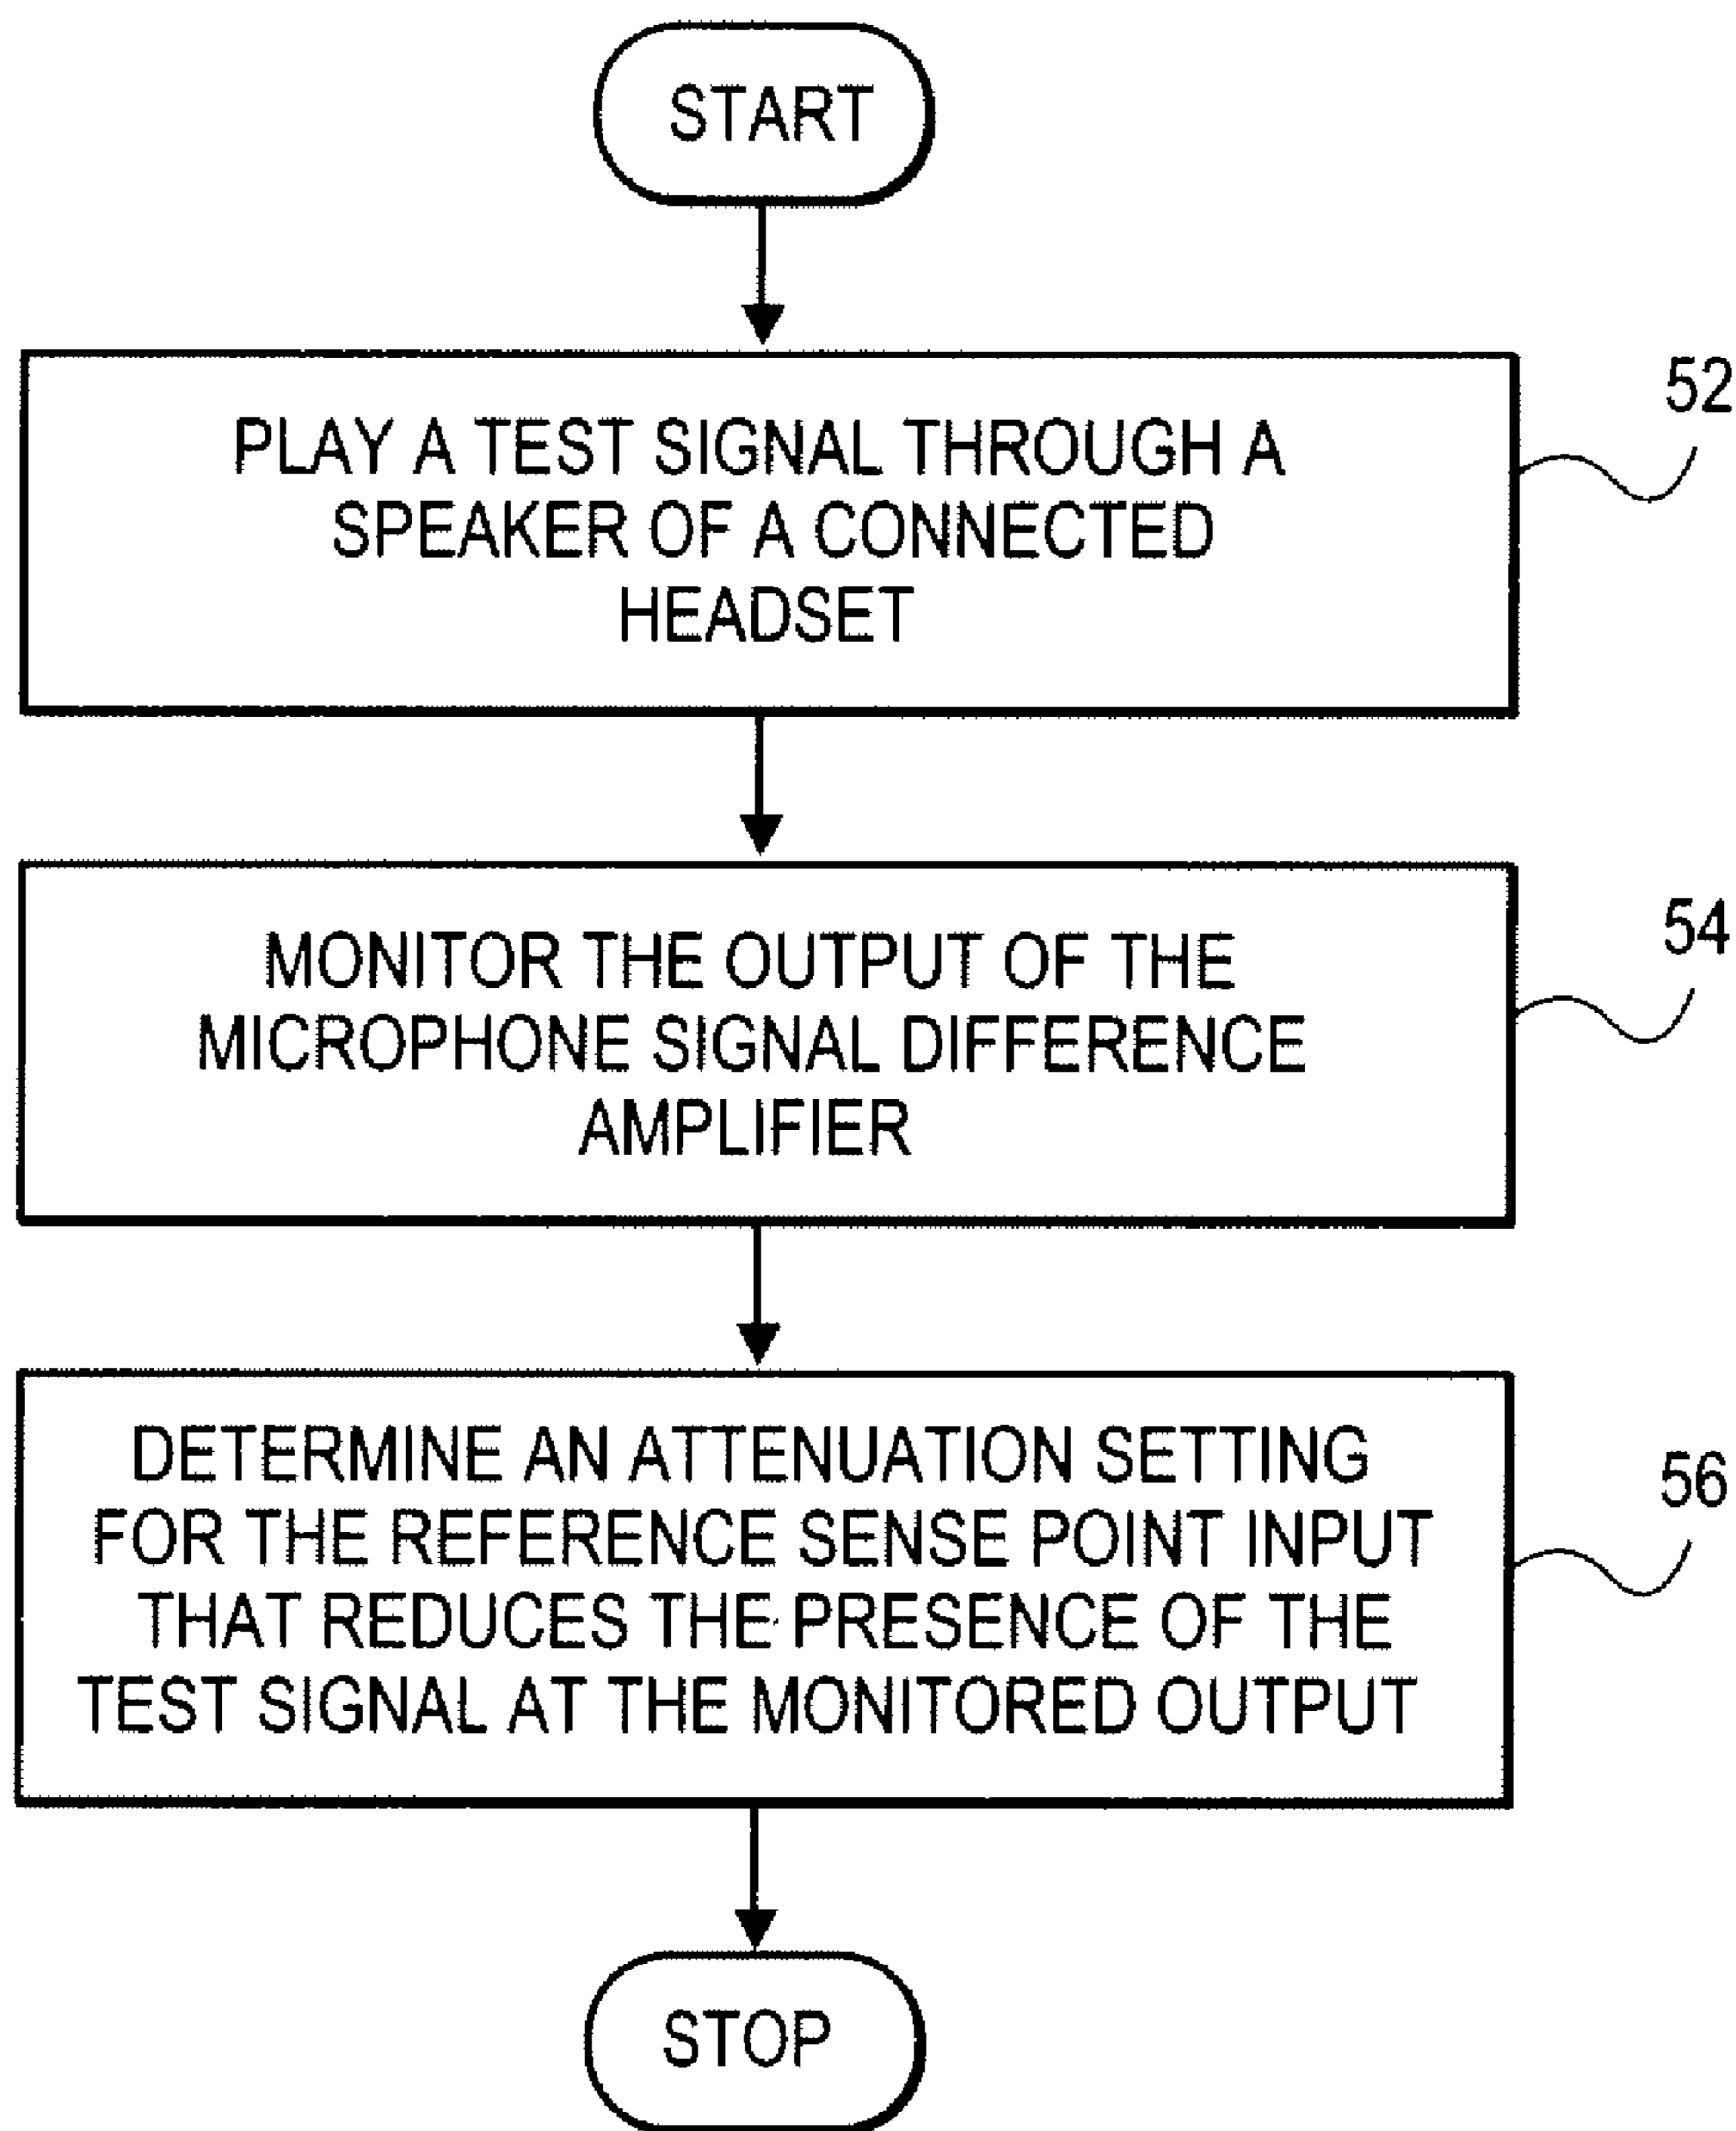 START
PLAY A TEST SIGNAL THROUGH A
SPEAKER OF A CONNECTED
HEADSET
52
MONITOR THE OUTPUT OF THE
MICROPHONE SIGNAL DIFFERENCE
AMPLIFIER
54
DETERMINE AN ATTENUATION SETTING
FOR THE REFERENCE SENSE POINT INPUT
THAT REDUCES THE PRESENCE OF THE
TEST SIGNAL AT THE MONITORED OUTPUT
56
STOP